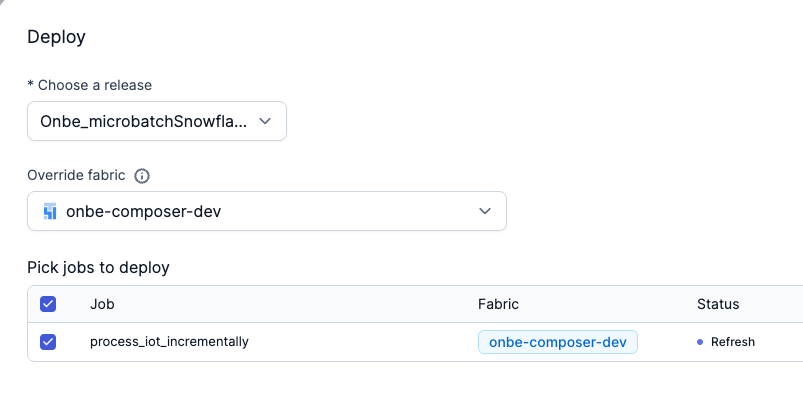 Deploy
* Choose a release
Onbe_microbatchSnowfla...
Override fabric
onbe-composer-dev
Pick jobs to deploy
Job Fabric Status
process_iot_incrementally onbe-composer-dev Refresh